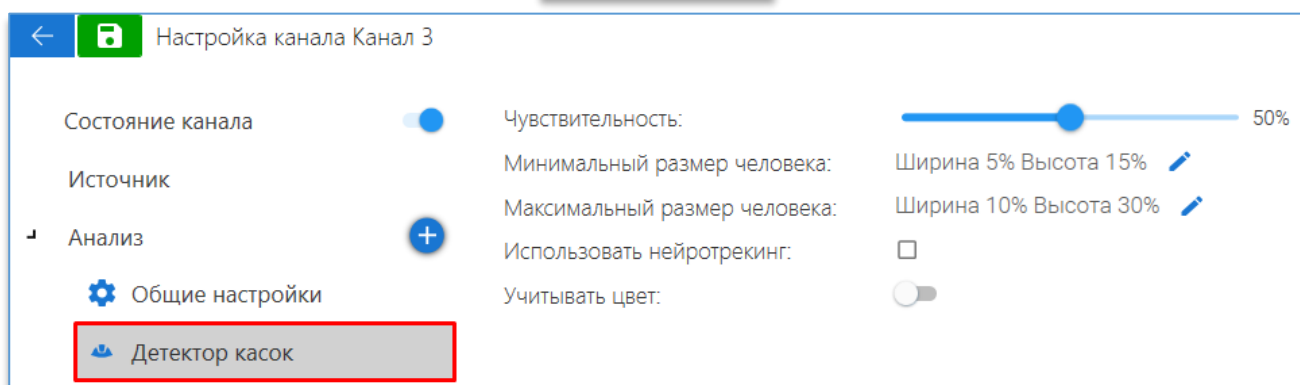 Настройка канала Канал 3
Состояние канала
Чувствительность:
50%
Источник
Минимальный размер человека:
Ширина 5% Высота 15%
Максимальный размер человека:
Ширина 10% Высота 30%
Анализ
Использовать нейротрекинг:
Общие настройки
Учитывать цвет:
Детектор касок